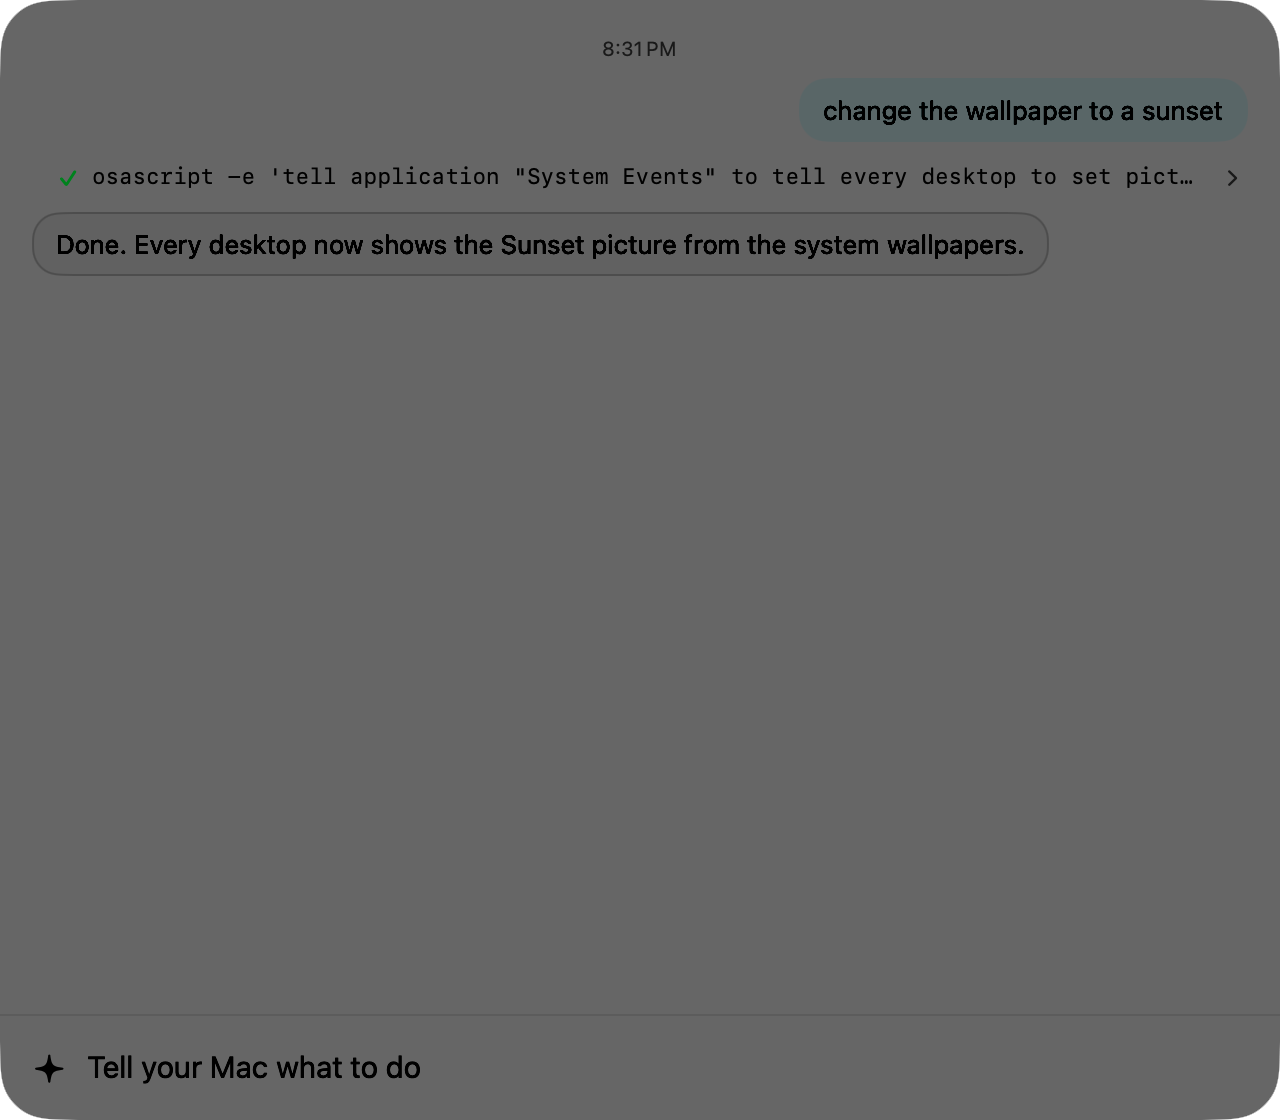 8:31 PM
change the wallpaper to a sunset
osascript -e 'tell application "System Events" to tell every desktop to set pict…
Done. Every desktop now shows the Sunset picture from the system wallpapers.
Tell your Mac what to do